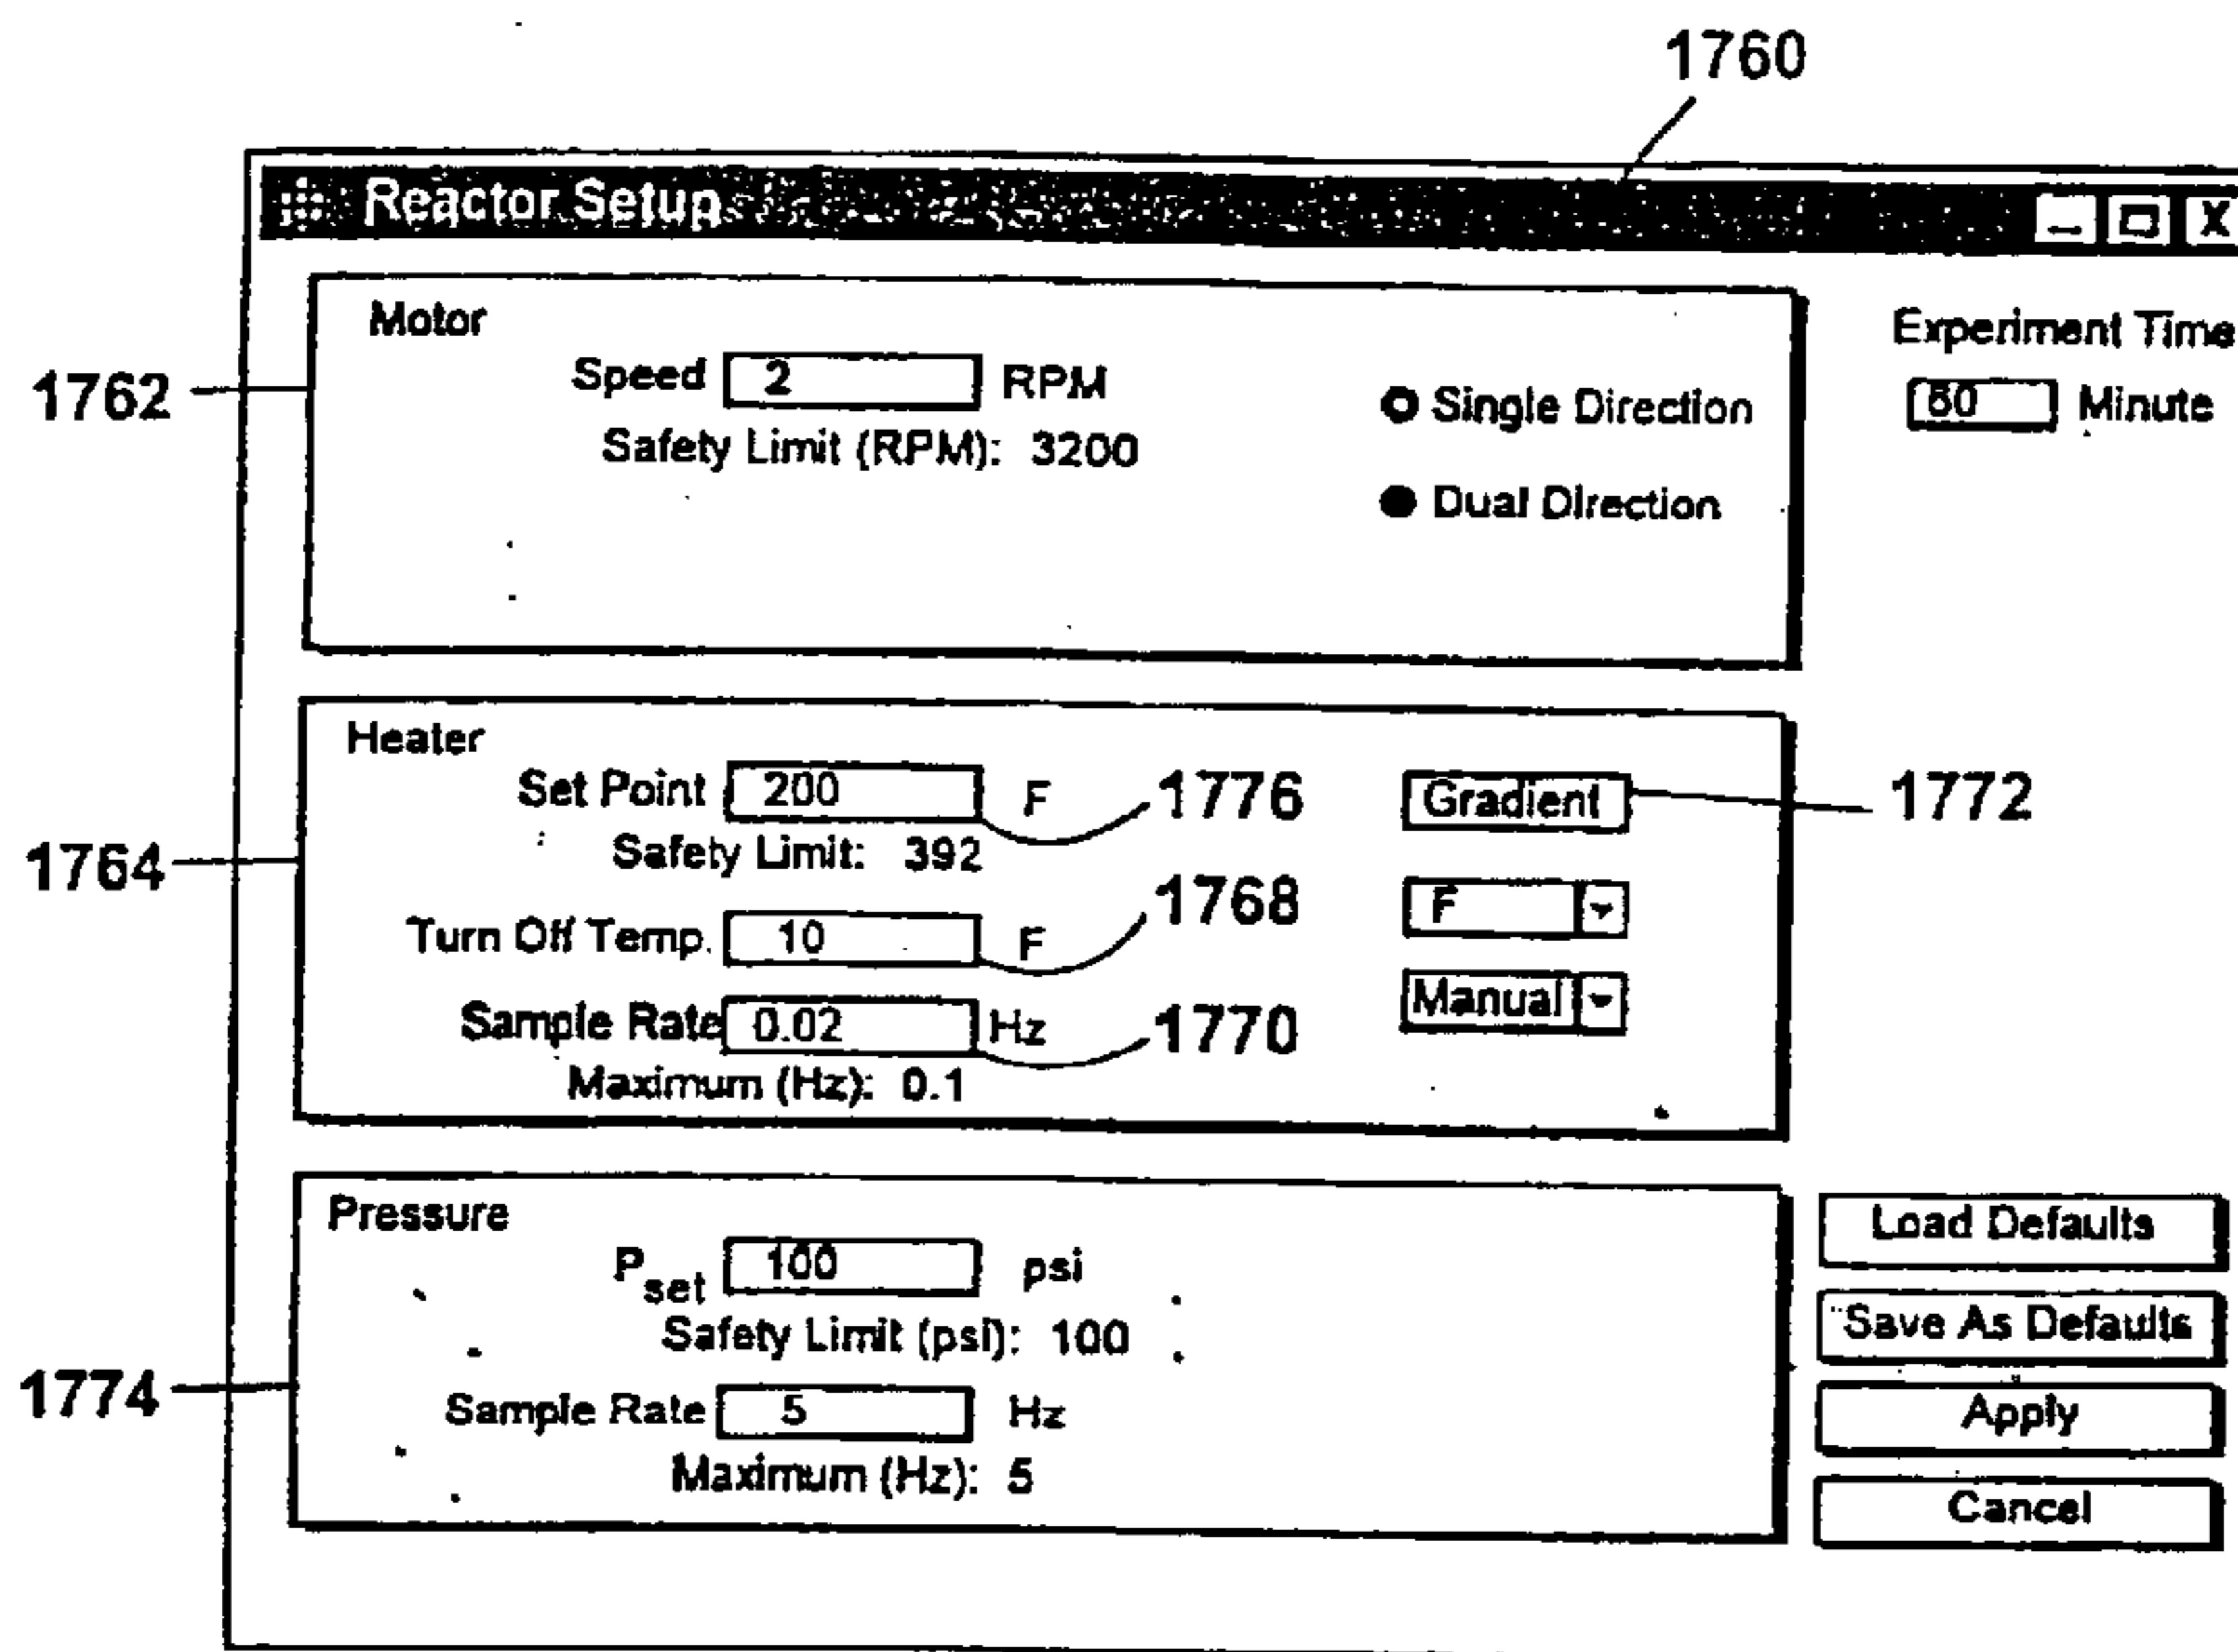 1760
Reactor Setup
Motor
Speed 2 RPM
Safety Limit (RPM): 3200
Single Direction
Dual Direction
Experiment Time
Minute
1762
Heater
Set Point 200 F
1776
Gradient
1772
Safety Limit: 392
1764
Turn Off Temp. 10 F
1768
F
Sample Rate 0.02 Hz
1770
Manual
Maximum (Hz): 0.1
Pressure
Pset 100 psi
Safety Limit (psi): 100
1774
Sample Rate 5 Hz
Maximum (Hz): 5
Load Defaults
Save As Defaults
Apply
Cancel